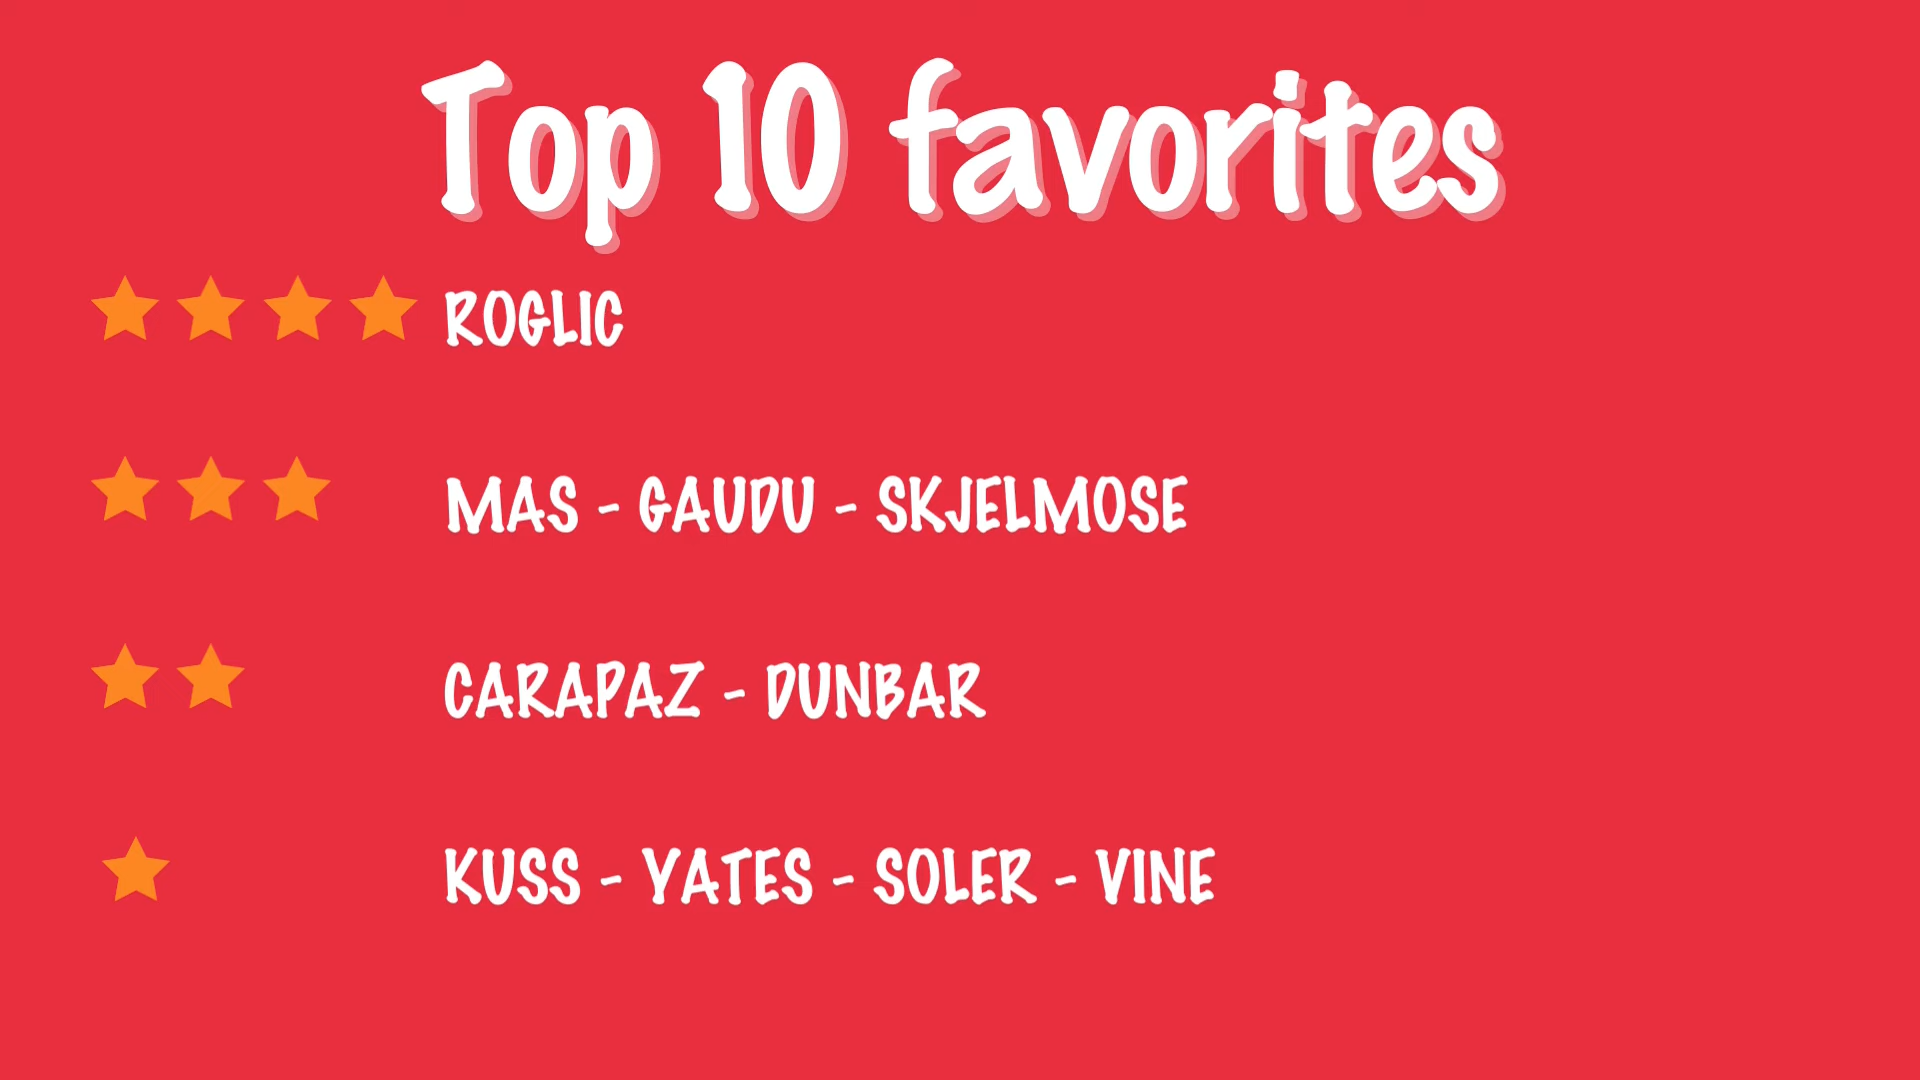 Top 10 favorites
ROGLIC
MAS - GAUDU - SKJELMOSE
CARAPAZ - DUNBAR
KUSS - YATES - SOLER - VINE